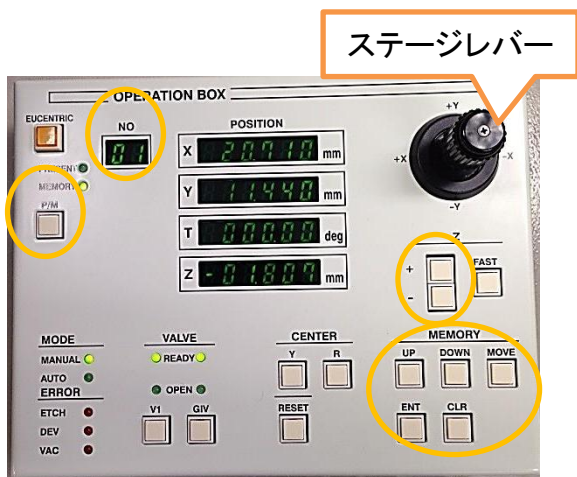 ステージレバー
OPERATION BOX
EUCENTRIC
NO
POSITION
+Y
01
X 20.710 mm
+X
-X
PRESENT
MEMORY
Y 11.440 mm
P/M
T 000.00 deg
-Y
Z
Z -01.807 mm
+
FAST
-
MODE
VALVE
CENTER
MEMORY
MANUAL
READY
Y R
UP DOWN MOVE
AUTO
ERROR
OPEN
ETCH
V1 GIV
RESET
ENT CLR
DEV
VAC